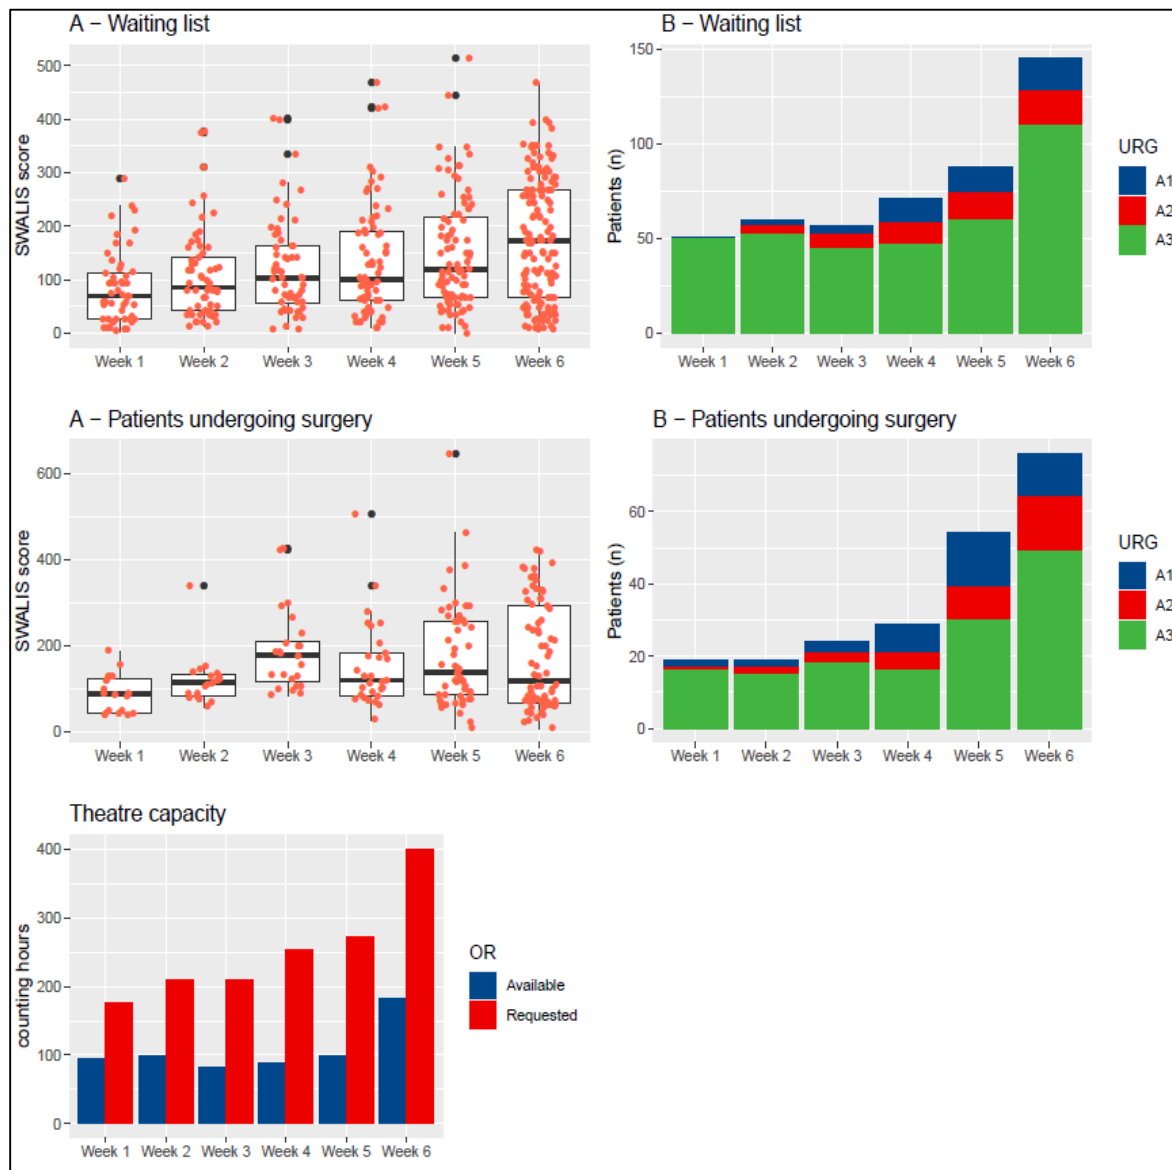 A − Waiting list
SWALIS score
500
400
300
200
100
0
Week 1 Week 2 Week 3 Week 4 Week 5 Week 6
B − Waiting list
Patients (n)
150
100
50
0
Week 1 Week 2 Week 3 Week 4 Week 5 Week 6
URG
A1
A2
A3
A − Patients undergoing surgery
SWALIS score
600
400
200
0
Week 1 Week 2 Week 3 Week 4 Week 5 Week 6
B − Patients undergoing surgery
Patients (n)
60
40
20
0
Week 1 Week 2 Week 3 Week 4 Week 5 Week 6
URG
A1
A2
A3
Theatre capacity
counting hours
400
300
200
100
0
Week 1 Week 2 Week 3 Week 4 Week 5 Week 6
OR
Available
Requested